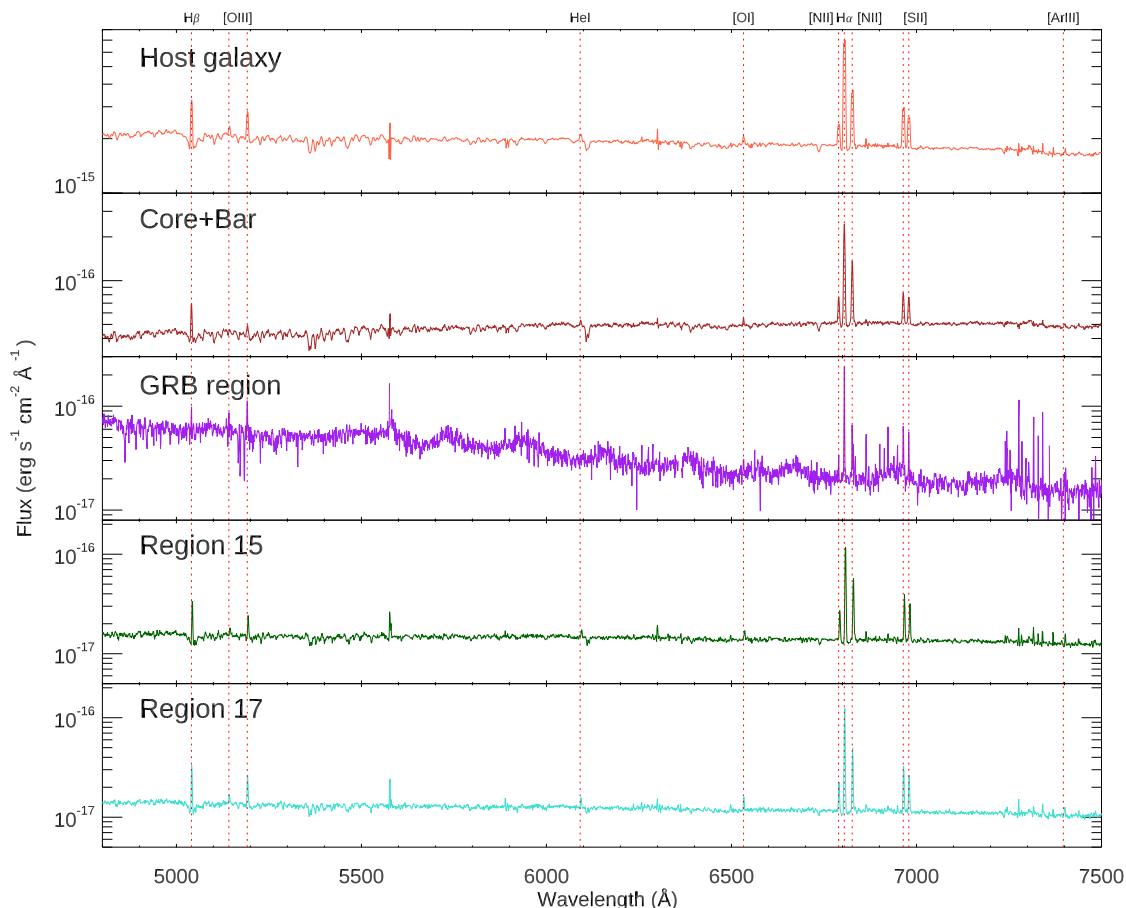 Hβ [OIII] HeI [OI] [NII] Hα [NII] [SII] [ArIII]
Host galaxy
10⁻¹⁵
Core+Bar
10⁻¹⁶
GRB region
10⁻¹⁶
10⁻¹⁷
Region 15
10⁻¹⁶
10⁻¹⁷
Region 17
10⁻¹⁶
10⁻¹⁷
Flux (erg s⁻¹ cm⁻² Å⁻¹)
5000 5500 6000 6500 7000 7500
Wavelength (Å)